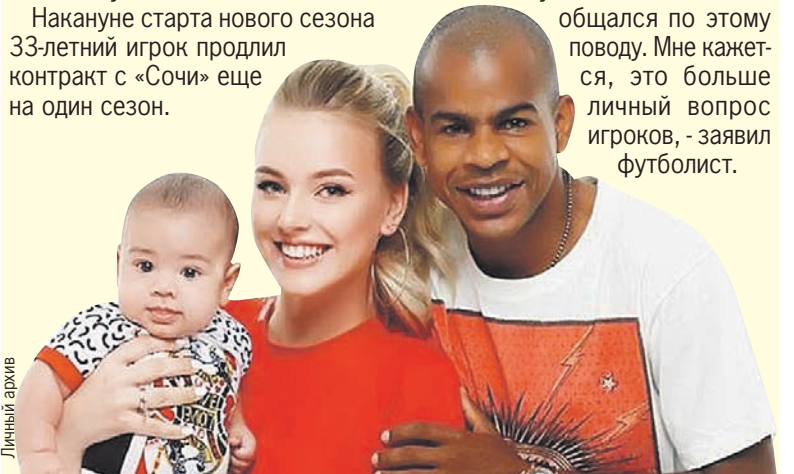 Накануне старта нового сезона
33-летний игрок продлил
контракт с «Сочи» еще
на один сезон.
общался по этому
поводу. Мне кажет-
ся, это больше
личный вопрос
игроков, - заявил
футболист.
Личный архив